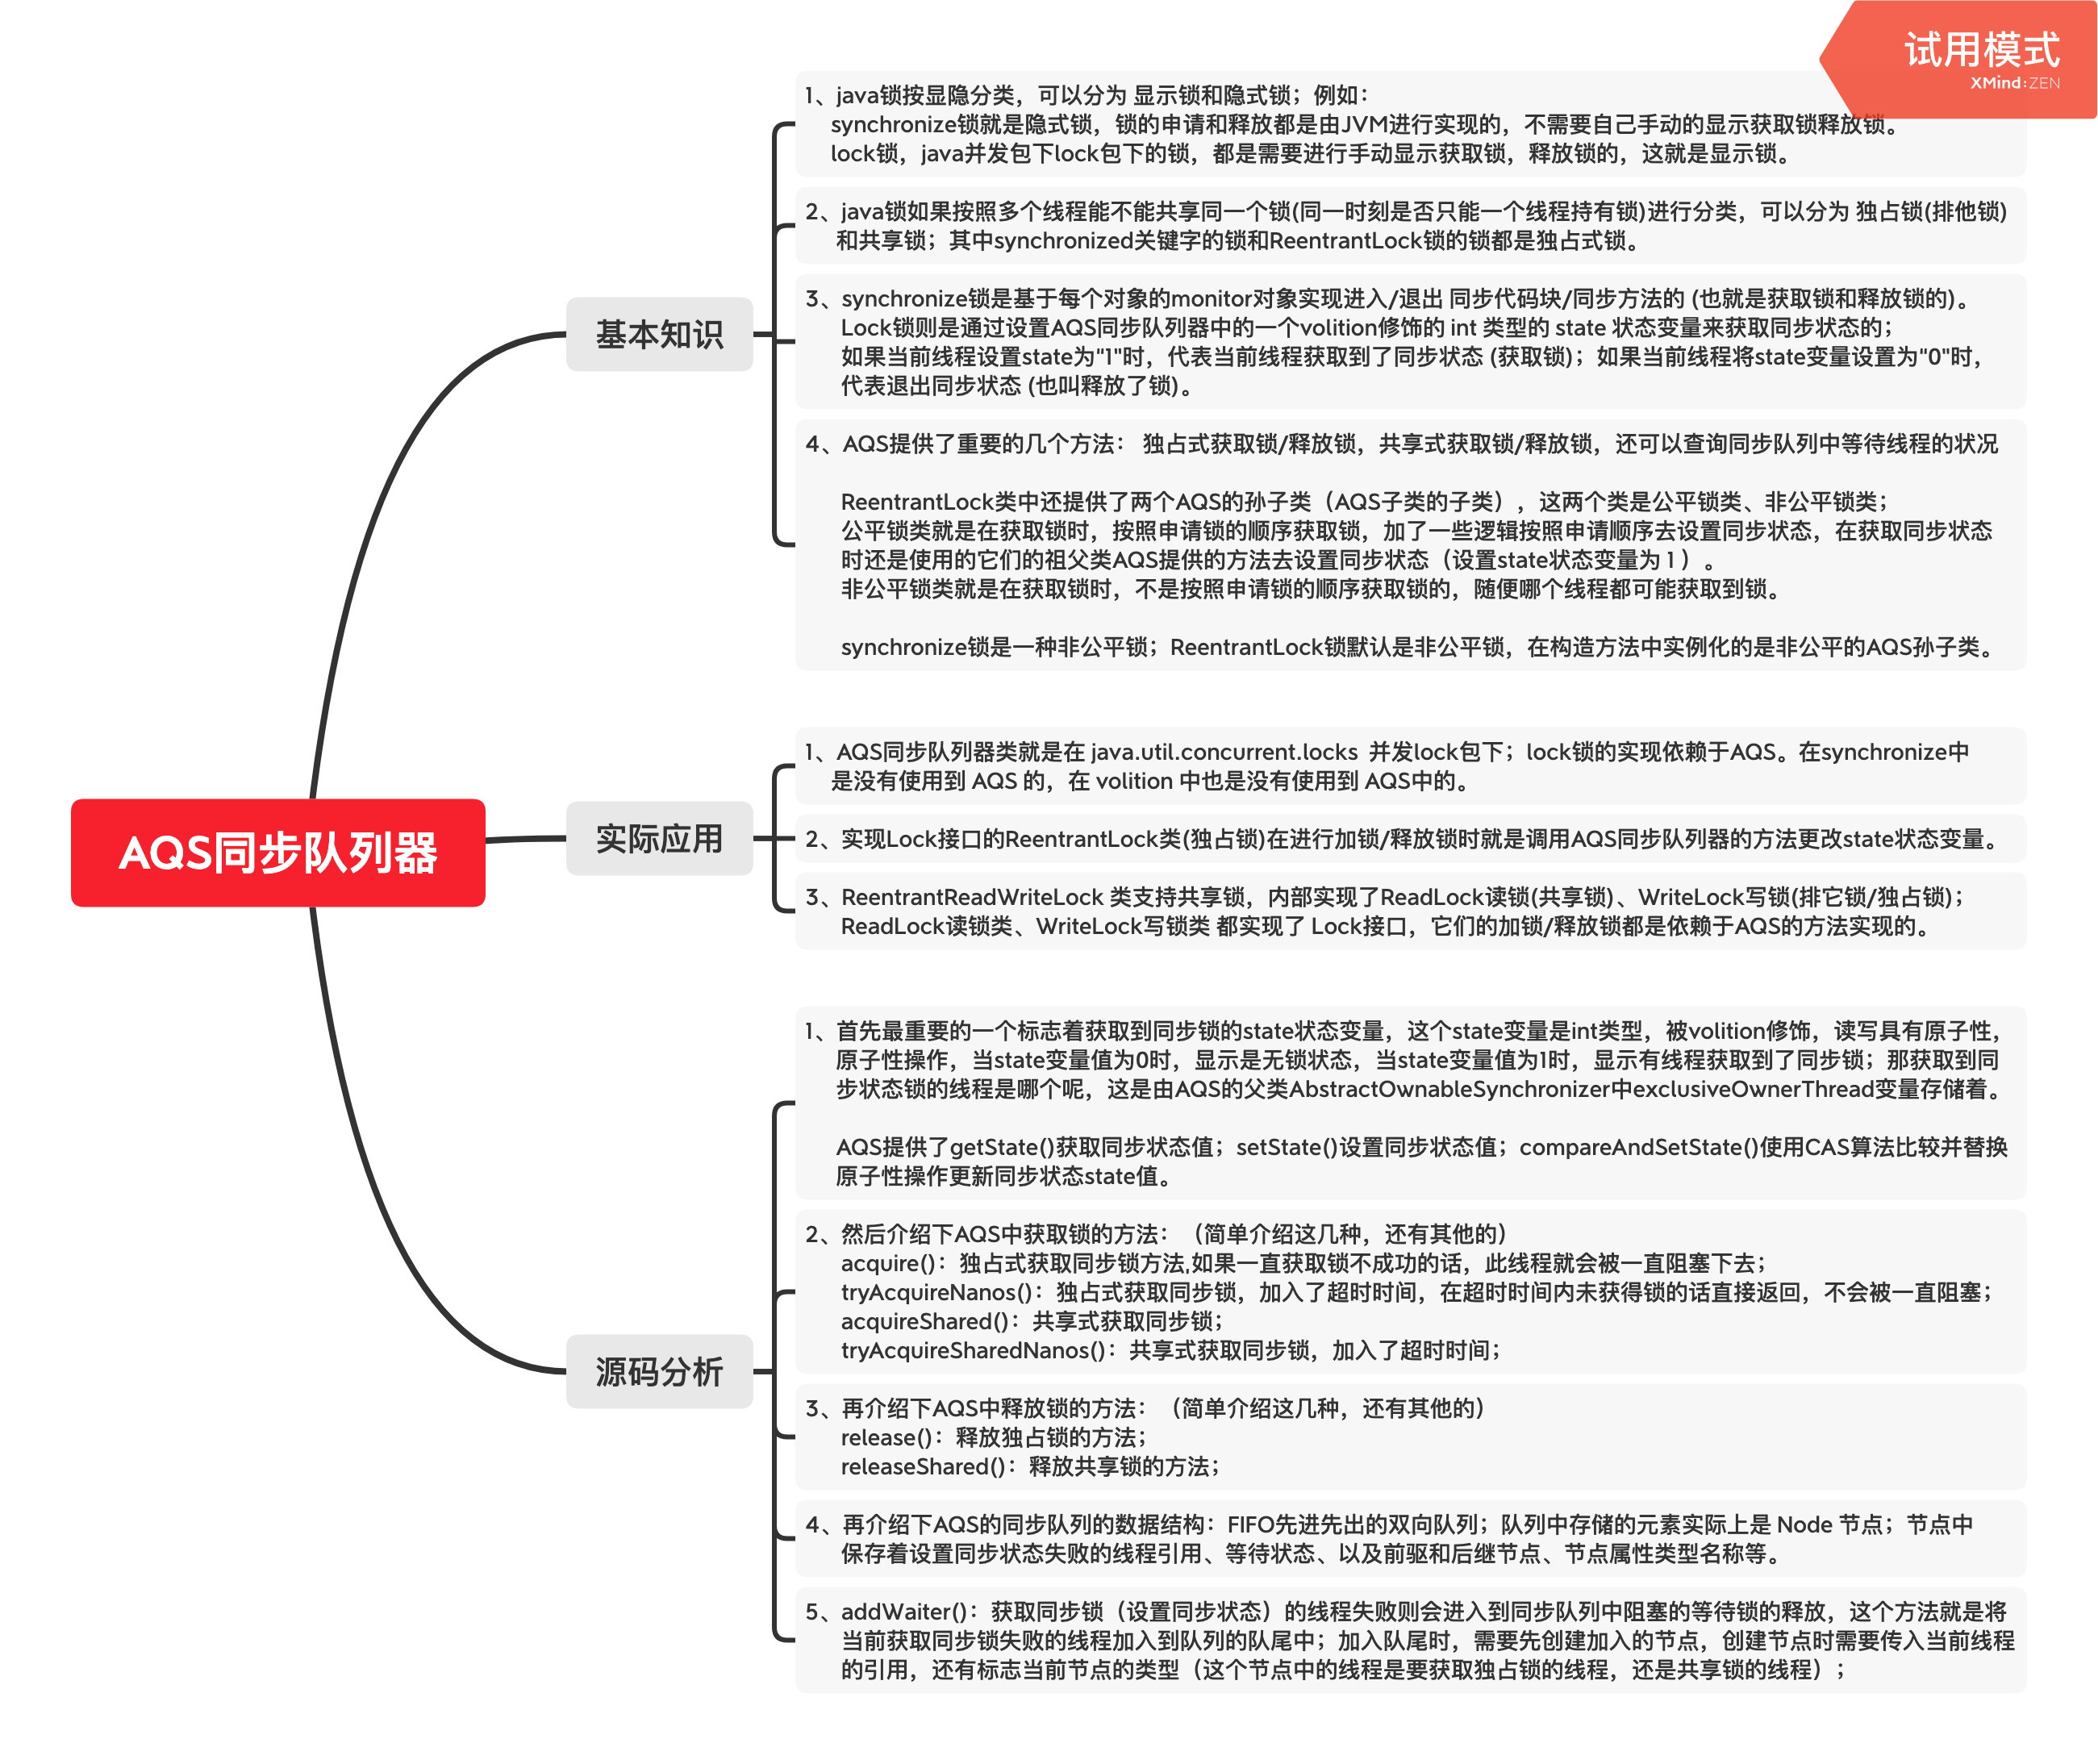 试用模式
XMind:ZEN
1、java锁按显隐分类，可以分为 显示锁和隐式锁；例如：
synchronize锁就是隐式锁，锁的申请和释放都是由JVM进行实现的，不需要自己手动的显示获取锁释放锁。
lock锁，java并发包下lock包下的锁，都是需要进行手动显示获取锁，释放锁的，这就是显示锁。
2、java锁如果按照多个线程能不能共享同一个锁(同一时刻是否只能一个线程持有锁)进行分类，可以分为 独占锁(排他锁)
和共享锁；其中synchronized关键字的锁和ReentrantLock锁的锁都是独占式锁。
基本知识
3、synchronize锁是基于每个对象的monitor对象实现进入/退出 同步代码块/同步方法的 (也就是获取锁和释放锁的)。
Lock锁则是通过设置AQS同步队列器中的一个volition修饰的 int 类型的 state 状态变量来获取同步状态的；
如果当前线程设置state为"1"时，代表当前线程获取到了同步状态 (获取锁)；如果当前线程将state变量设置为"0"时，
代表退出同步状态 (也叫释放了锁)。
4、AQS提供了重要的几个方法： 独占式获取锁/释放锁，共享式获取锁/释放锁，还可以查询同步队列中等待线程的状况
ReentrantLock类中还提供了两个AQS的孙子类（AQS子类的子类），这两个类是公平锁类、非公平锁类；
公平锁类就是在获取锁时，按照申请锁的顺序获取锁，加了一些逻辑按照申请顺序去设置同步状态，在获取同步状态
时还是使用的它们的祖父类AQS提供的方法去设置同步状态（设置state状态变量为 1 ）。
非公平锁类就是在获取锁时，不是按照申请锁的顺序获取锁的，随便哪个线程都可能获取到锁。
synchronize锁是一种非公平锁；ReentrantLock锁默认是非公平锁，在构造方法中实例化的是非公平的AQS孙子类。
AQS同步队列器
实际应用
1、AQS同步队列器类就是在 java.util.concurrent.locks 并发lock包下；lock锁的实现依赖于AQS。在synchronize中
是没有使用到 AQS 的，在 volition 中也是没有使用到 AQS中的。
2、实现Lock接口的ReentrantLock类(独占锁)在进行加锁/释放锁时就是调用AQS同步队列器的方法更改state状态变量。
3、ReentrantReadWriteLock 类支持共享锁，内部实现了ReadLock读锁(共享锁)、WriteLock写锁(排它锁/独占锁)；
ReadLock读锁类、WriteLock写锁类 都实现了 Lock接口，它们的加锁/释放锁都是依赖于AQS的方法实现的。
1、首先最重要的一个标志着获取到同步锁的state状态变量，这个state变量是int类型，被volition修饰，读写具有原子性，
原子性操作，当state变量值为0时，显示是无锁状态，当state变量值为1时，显示有线程获取到了同步锁；那获取到同
步状态锁的线程是哪个呢，这是由AQS的父类AbstractOwnableSynchronizer中exclusiveOwnerThread变量存储着。
AQS提供了getState()获取同步状态值；setState()设置同步状态值；compareAndSetState()使用CAS算法比较并替换
原子性操作更新同步状态state值。
2、然后介绍下AQS中获取锁的方法：（简单介绍这几种，还有其他的）
acquire()：独占式获取同步锁方法,如果一直获取锁不成功的话，此线程就会被一直阻塞下去；
tryAcquireNanos()：独占式获取同步锁，加入了超时时间，在超时时间内未获得锁的话直接返回，不会被一直阻塞；
acquireShared()：共享式获取同步锁；
tryAcquireSharedNanos()：共享式获取同步锁，加入了超时时间；
源码分析
3、再介绍下AQS中释放锁的方法：（简单介绍这几种，还有其他的）
release()：释放独占锁的方法；
releaseShared()：释放共享锁的方法；
4、再介绍下AQS的同步队列的数据结构：FIFO先进先出的双向队列；队列中存储的元素实际上是 Node 节点；节点中
保存着设置同步状态失败的线程引用、等待状态、以及前驱和后继节点、节点属性类型名称等。
5、addWaiter()：获取同步锁（设置同步状态）的线程失败则会进入到同步队列中阻塞的等待锁的释放，这个方法就是将
当前获取同步锁失败的线程加入到队列的队尾中；加入队尾时，需要先创建加入的节点，创建节点时需要传入当前线程
的引用，还有标志当前节点的类型（这个节点中的线程是要获取独占锁的线程，还是共享锁的线程）；